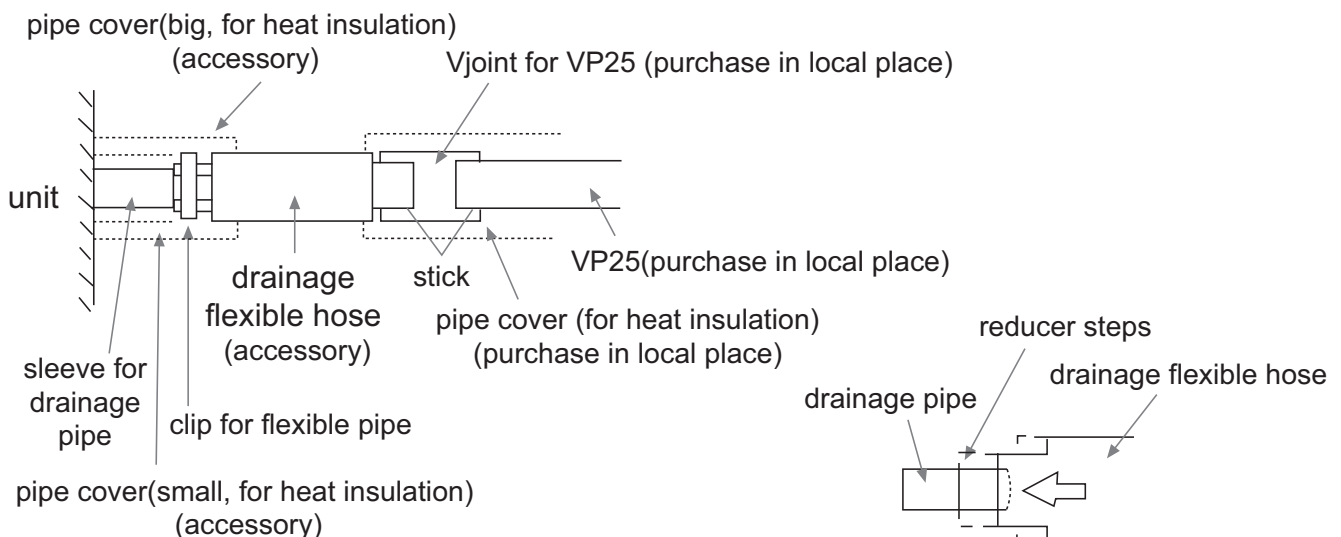 pipe cover(big, for heat insulation)
(accessory)
Vjoint for VP25 (purchase in local place)
unit
drainage
flexible hose
(accessory)
stick
VP25(purchase in local place)
pipe cover (for heat insulation)
(purchase in local place)
sleeve for
drainage
pipe
clip for flexible pipe
pipe cover(small, for heat insulation)
(accessory)
reducer steps
drainage flexible hose
drainage pipe